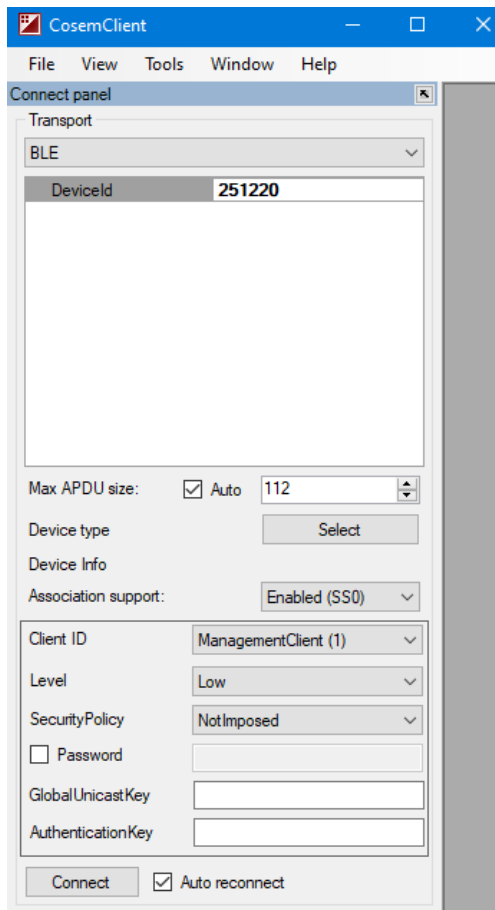 CosemClient
File View Tools Window Help
Connect panel
Transport
BLE
DeviceId 251220
Max APDU size: Auto 112
Device type Select
Device Info
Association support: Enabled (SS0)
Client ID ManagementClient (1)
Level Low
SecurityPolicy NotImposed
Password
GlobalUnicastKey
AuthenticationKey
Connect Auto reconnect